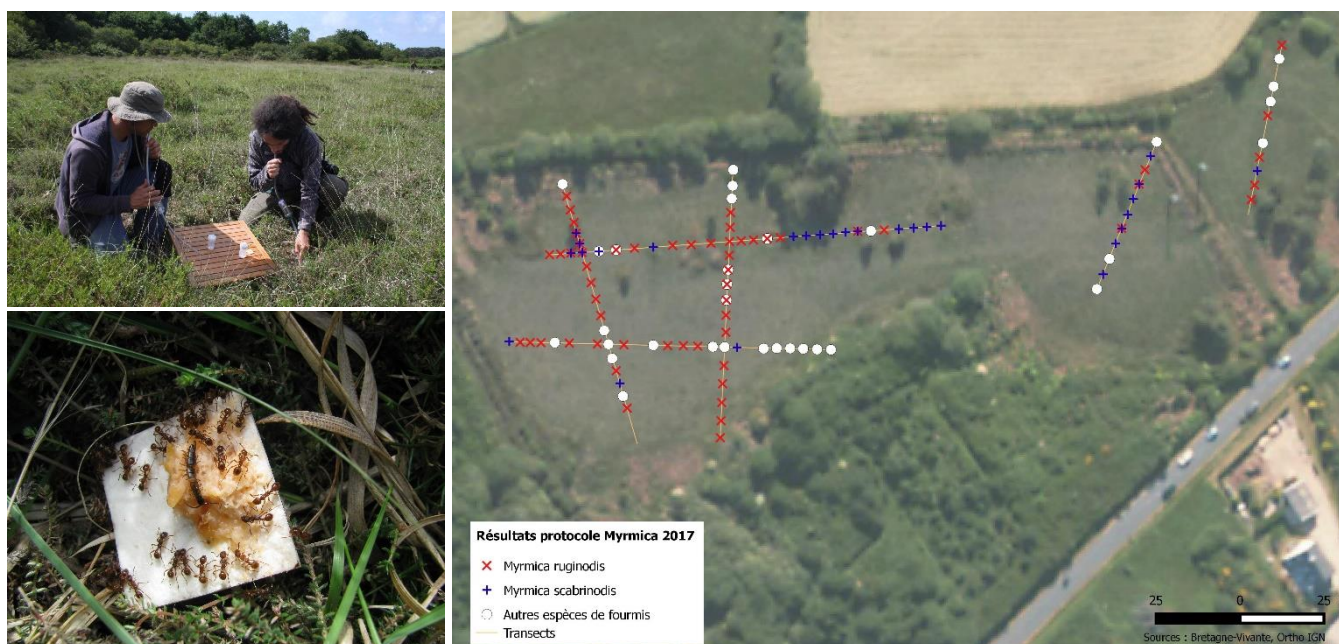 Résultats protocole Myrmica 2017
Myrmica ruginodis
Myrmica scabrinodis
Autres espèces de fourmis
Transects
25 0 25
Sources : Bretagne-Vivante, Ortho IGN